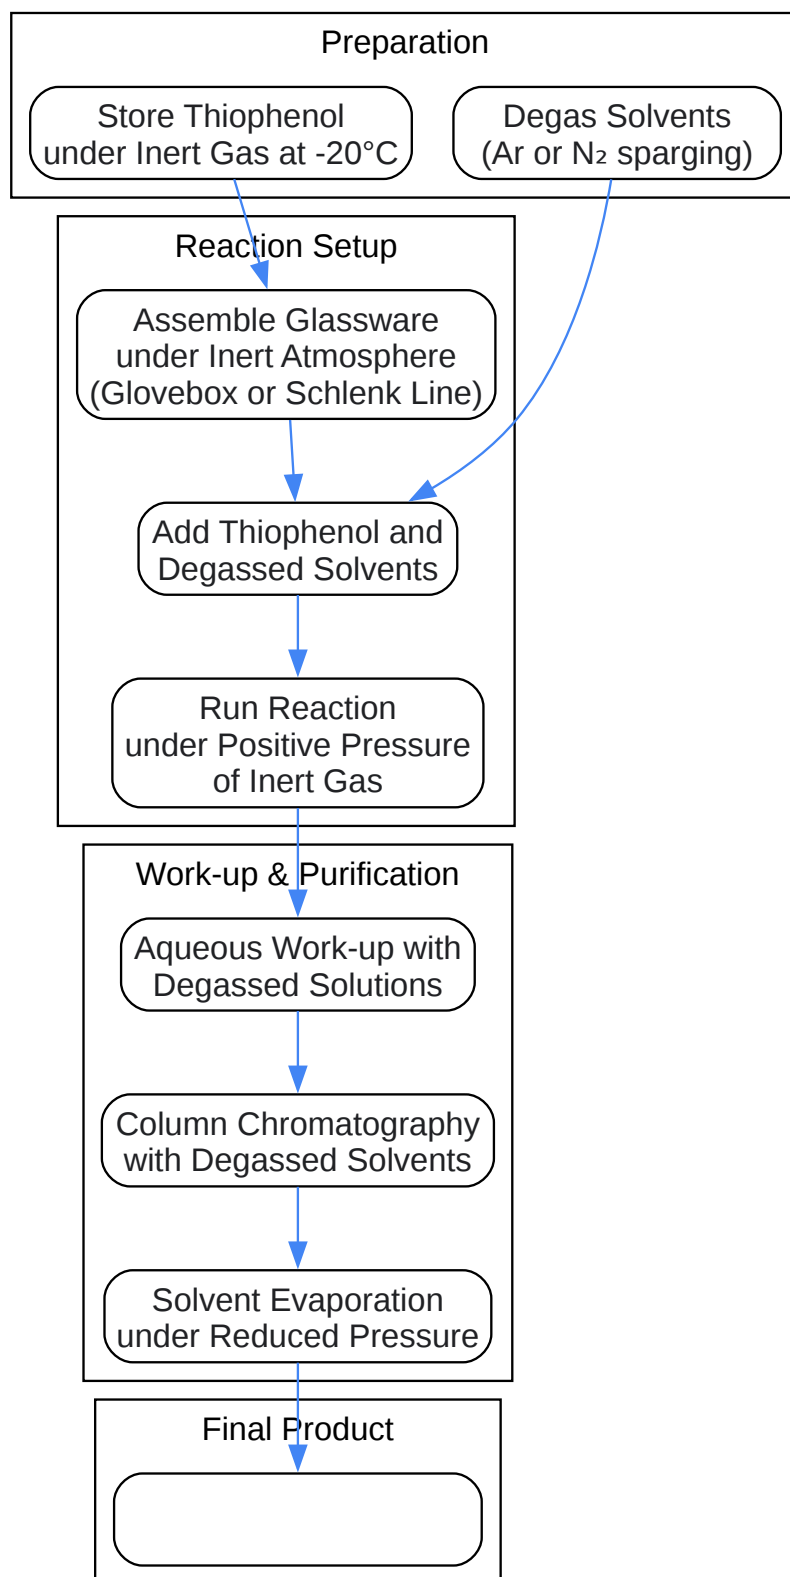 Preparation
Store Thiophenol
under Inert Gas at -20°C
Degas Solvents
(Ar or N₂ sparging)
Reaction Setup
Assemble Glassware
under Inert Atmosphere
(Glovebox or Schlenk Line)
Add Thiophenol and
Degassed Solvents
Run Reaction
under Positive Pressure
of Inert Gas
Work-up & Purification
Aqueous Work-up with
Degassed Solutions
Column Chromatography
with Degassed Solvents
Solvent Evaporation
under Reduced Pressure
Final Product